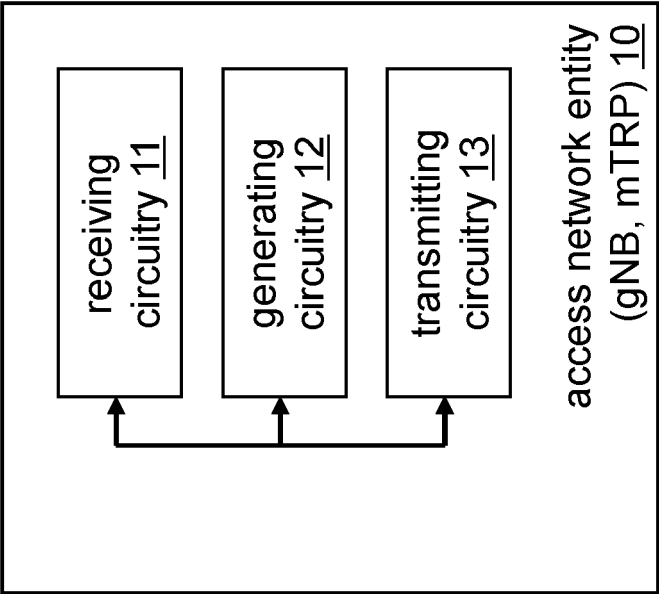 receiving
circuitry 11
generating
circuitry 12
transmitting
circuitry 13
access network entity
(gNB, mTRP) 10